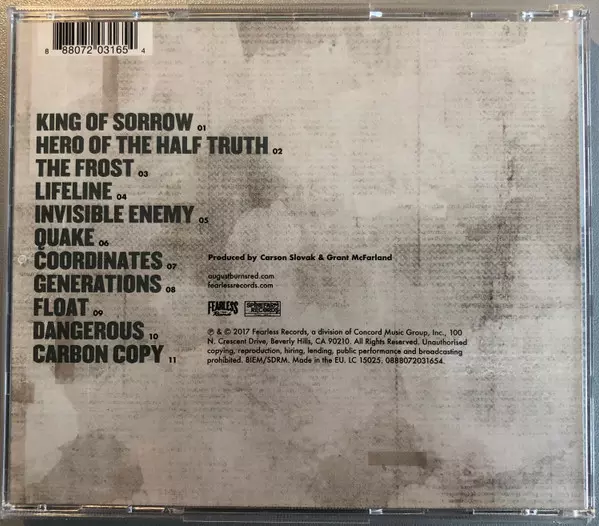 8 88072 03165 4
KING OF SORROW 01
HERO OF THE HALF TRUTH 02
THE FROST 03
LIFELINE 04
INVISIBLE ENEMY 05
QUAKE 06
COORDINATES 07
GENERATIONS 08
FLOAT 09
DANGEROUS 10
CARBON COPY 11
Produced by Carson Slovak & Grant McFarland
augustburnsred.com
fearlessrecords.com
FEARLESS
℗ & © 2017 Fearless Records, a division of Concord Music Group, Inc., 100
N. Crescent Drive, Beverly Hills, CA 90210. All Rights Reserved. Unauthorised
copying, reproduction, hiring, lending, public performance and broadcasting
prohibited. BIEM/SDRM. Made in the EU. LC 15025. 0888072031654.